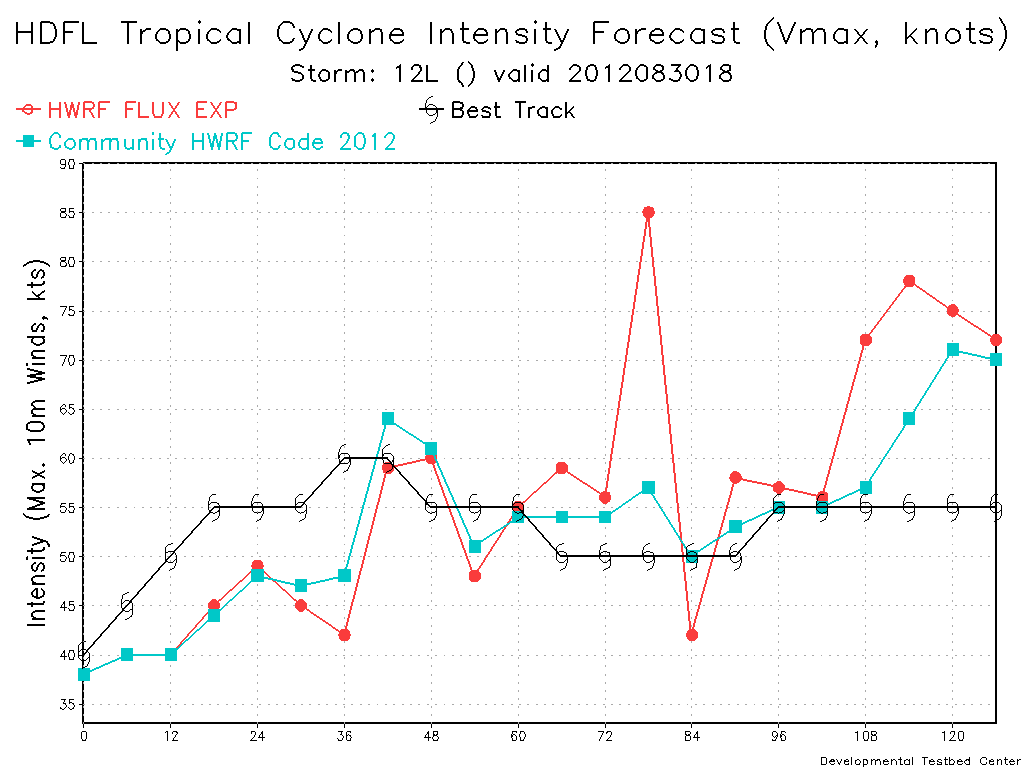 HDFL Tropical Cyclone Intensity Forecast (Vmax, knots)
Storm: 12L () valid 2012083018
HWRF FLUX EXP
Best Track
Community HWRF Code 2012
Intensity (Max. 10m Winds, kts)
90
85
80
75
70
65
60
55
50
45
40
35
0 12 24 36 48 60 72 84 96 108 120
Developmental Testbed Center